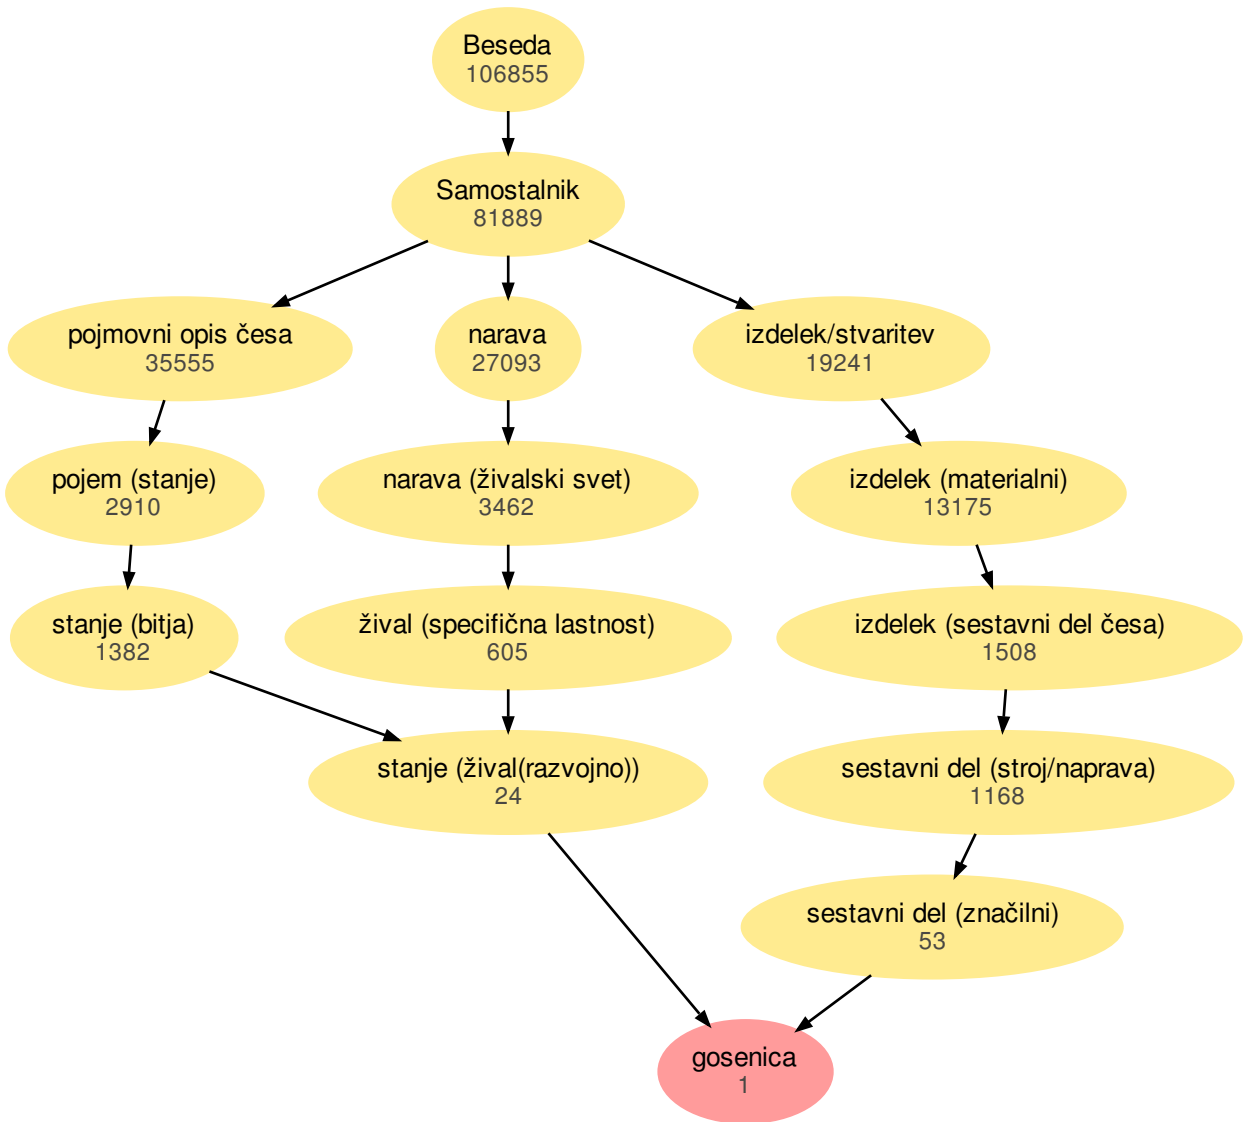 Beseda
106855
Samostalnik
81889
pojmovni opis česa
35555
narava
27093
izdelek/stvaritev
19241
pojem (stanje)
2910
narava (živalski svet)
3462
izdelek (materialni)
13175
stanje (bitja)
1382
žival (specifična lastnost)
605
izdelek (sestavni del česa)
1508
stanje (žival(razvojno))
24
sestavni del (stroj/naprava)
1168
sestavni del (značilni)
53
gosenica
1